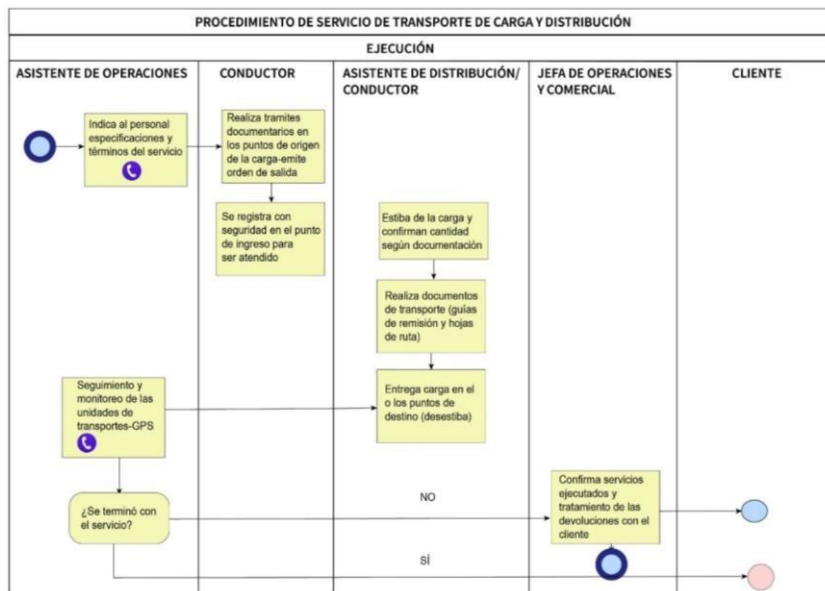 PROCEDIMIENTO DE SERVICIO DE TRANSPORTE DE CARGA Y DISTRIBUCIÓN
EJECUCIÓN
ASISTENTE DE OPERACIONES
CONDUCTOR
ASISTENTE DE DISTRIBUCIÓN/
CONDUCTOR
JEFA DE OPERACIONES
Y COMERCIAL
CLIENTE
Indica al personal
especificaciones y
términos del servicio
Realiza tramites
documentarios en
los puntos de origen
de la carga-emite
orden de salida
Se registra con
seguridad en el punto
de ingreso para
ser atendido
Estiba de la carga y
confirman cantidad
según documentación
Realiza documentos
de transporte (guías
de remisión y hojas
de ruta)
Seguimiento y
monitoreo de las
unidades de
transportes-GPS
Entrega carga en el
o los puntos de
destino (desestiba)
¿Se terminó con
el servicio?
NO
Confirma servicios
ejecutados y
tratamiento de las
devoluciones con el
cliente
SÍ